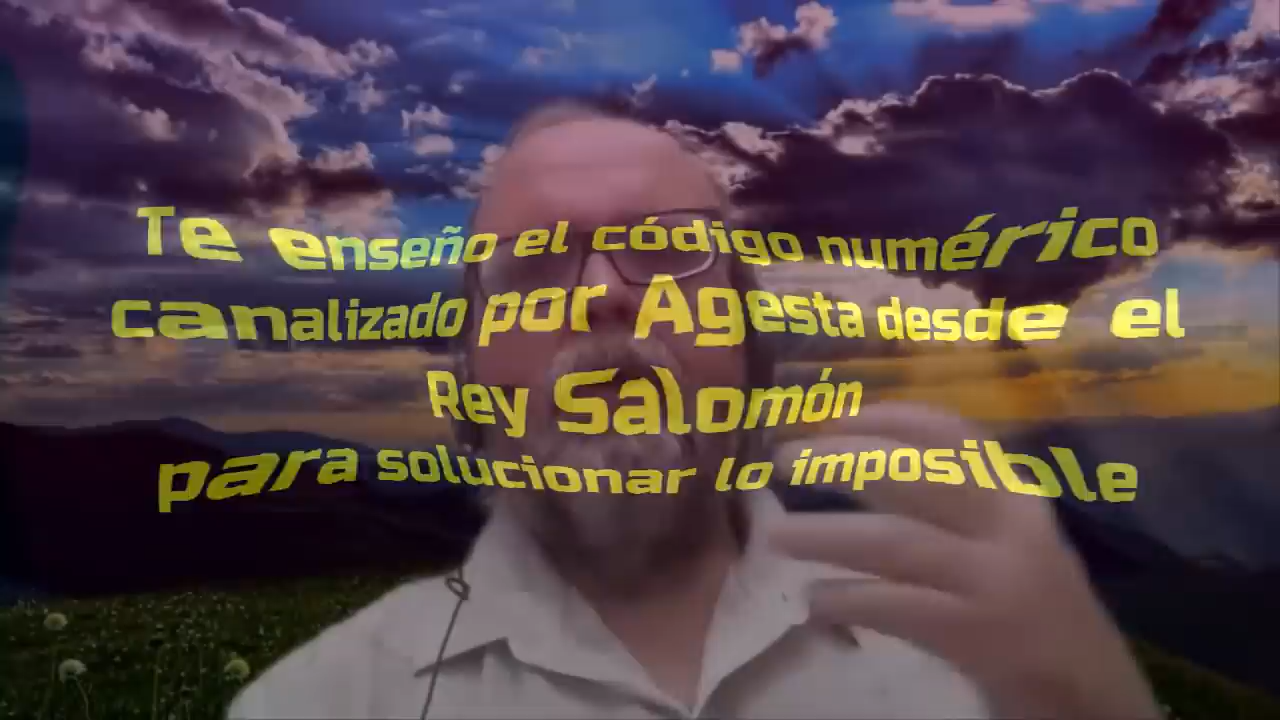 Te enseño el código numérico
canalizado por Agesta desde el
Rey Salomón
para solucionar lo imposible